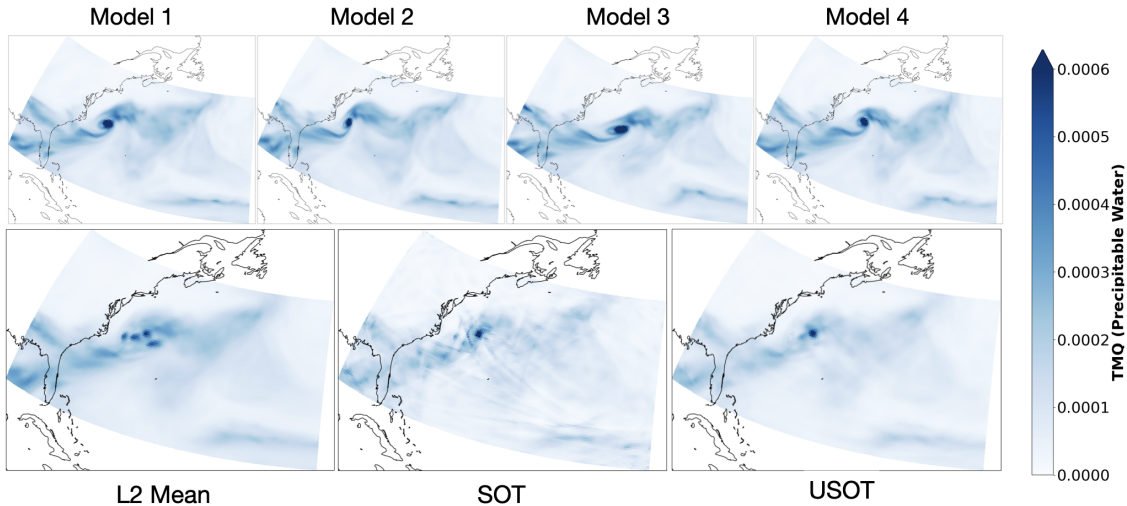 Model 1
Model 2
Model 3
Model 4
0.0006
0.0005
0.0004
0.0003
0.0002
0.0001
0.0000
TMQ (Precipitable Water)
L2 Mean
SOT
USOT